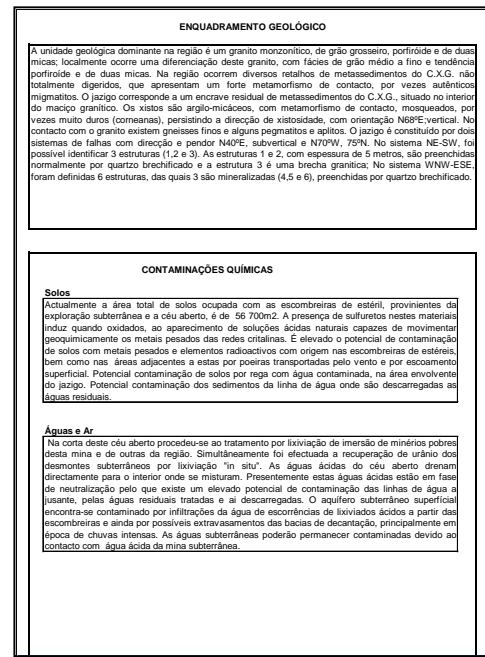 ENQUADRAMENTO GEOLÓGICO
A unidade geológica dominante na região é um granito monzonítico, de grão grosseiro, porfiróide e de duas
micas; localmente ocorre uma diferenciação deste granito, com fácies de grão médio a fino e tendência
porfiroíde e de duas micas. Na região ocorrem diversos retalhos de metassedimentos do C.X.G. não
totalmente digeridos, que apresentam um forte metamorfismo de contacto, por vezes autênticos
migmatitos. O jazigo corresponde a um encrave residual de metassedimentos do C.X.G., situado no interior
do maciço granítico. Os xistos são argilo-micáceos, com metamorfismo de contacto, mosqueados, por
vezes muito duros (corneanas), persistindo a direcção de xistosidade, com orientação N68ºE;vertical. No
contacto com o granito existem gneisses finos e alguns pegmatitos e aplitos. O jazigo é constituído por dois
sistemas de falhas com direcção e pendor N40ºE, subvertical e N70ºW, 75ºN. No sistema NE-SW, foi
possível identificar 3 estruturas (1,2 e 3). As estruturas 1 e 2, com espessura de 5 metros, são preenchidas
normalmente por quartzo brechificado e a estrutura 3 é uma brecha granitica; No sistema WNW-ESE,
foram definidas 6 estruturas, das quais 3 são mineralizadas (4,5 e 6), preenchidas por quartzo brechificado.
CONTAMINAÇÕES QUÍMICAS
Solos
Actualmente a área total de solos ocupada com as escombreiras de estéril, provinientes da
exploração subterrânea e a céu aberto, é de 56 700m2. A presença de sulfuretos nestes materiais
induz quando oxidados, ao aparecimento de soluções ácidas naturais capazes de movimentar
geoquimicamente os metais pesados das redes critalinas. É elevado o potencial de contaminação
de solos com metais pesados e elementos radioactivos com origem nas escombreiras de estéreis,
bem como nas áreas adjacentes a estas por poeiras transportadas pelo vento e por escoamento
superficial. Potencial contaminação de solos por rega com água contaminada, na área envolvente
do jazigo. Potencial contaminação dos sedimentos da linha de água onde são descarregadas as
águas residuais.
Águas e Ar
Na corta deste céu aberto procedeu-se ao tratamento por lixiviação de imersão de minérios pobres
desta mina e de outras da região. Simultâneamente foi efectuada a recuperação de urânio dos
desmontes subterrâneos por lixiviação "in situ". As águas ácidas do céu aberto drenam
directamente para o interior onde se misturam. Presentemente estas águas ácidas estão em fase
de neutralização pelo que existe um elevado potencial de contaminação das linhas de água a
jusante, pelas águas residuais tratadas e ai descarregadas. O aquífero subterrâneo superfícial
encontra-se contaminado por infiltrações da água de escorrências de lixiviados ácidos a partir das
escombreiras e ainda por possíveis extravasamentos das bacias de decantação, principalmente em
época de chuvas intensas. As águas subterrâneas poderão permanecer contaminadas devido ao
contacto com água ácida da mina subterrânea.